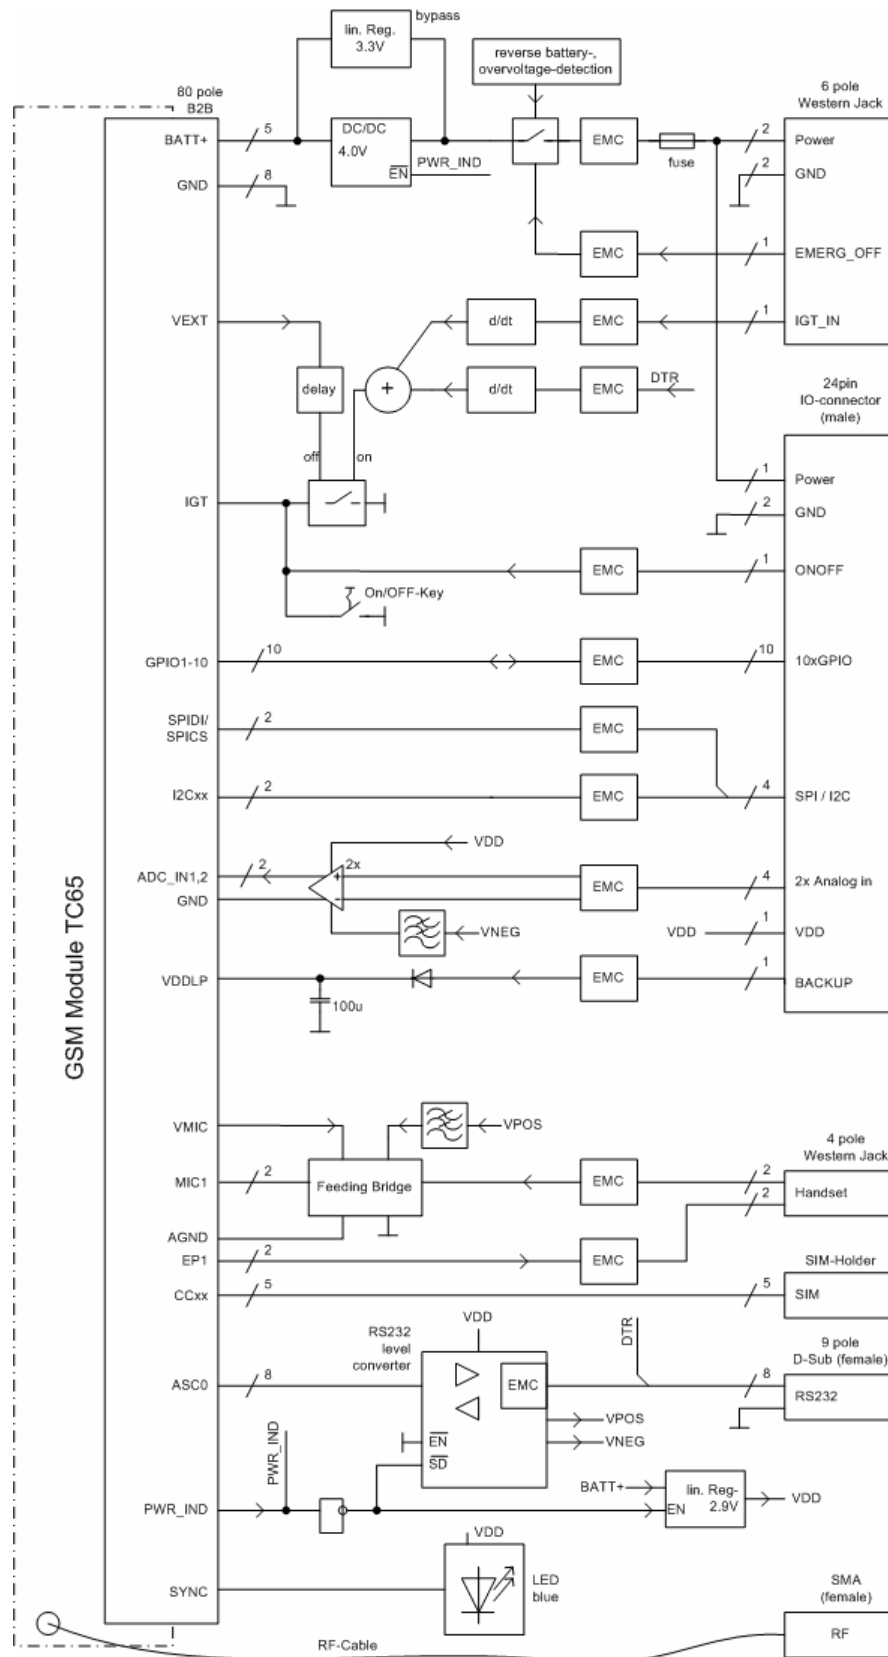 bypass
lin. Reg.
3.3V
reverse battery-,
overvoltage-detection
80 pole
B2B
6 pole
Western Jack
BATT+
5
DC/DC
4.0V
EN
PWR_IND
EMC
fuse
2
Power
GND
8
2
GND
EMC
1
EMERG_OFF
VEXT
d/dt
EMC
1
IGT_IN
delay
+
d/dt
EMC
DTR
24pin
IO-connector
(male)
off
on
1
Power
IGT
2
GND
EMC
1
ONOFF
On/OFF-Key
GPIO1-10
10
EMC
10
10xGPIO
SPIDI/
SPICS
2
EMC
I2Cxx
2
EMC
4
SPI / I2C
VDD
ADC_IN1,2
2
2x
+
-
EMC
4
2x Analog in
GND
VNEG
VDD
1
VDD
VDDLP
EMC
1
BACKUP
100u
GSM Module TC65
VMIC
VPOS
4 pole
Western Jack
MIC1
2
Feeding Bridge
EMC
2
2
Handset
AGND
EP1
2
EMC
SIM-Holder
CCxx
5
5
SIM
RS232
level
converter
VDD
DTR
9 pole
D-Sub (female)
ASC0
8
EMC
8
RS232
VPOS
VNEG
EN
SD
PWR_IND
BATT+
lin. Reg-
2.9V
EN
VDD
PWR_IND
VDD
SYNC
LED
blue
SMA
(female)
RF
RF-Cable